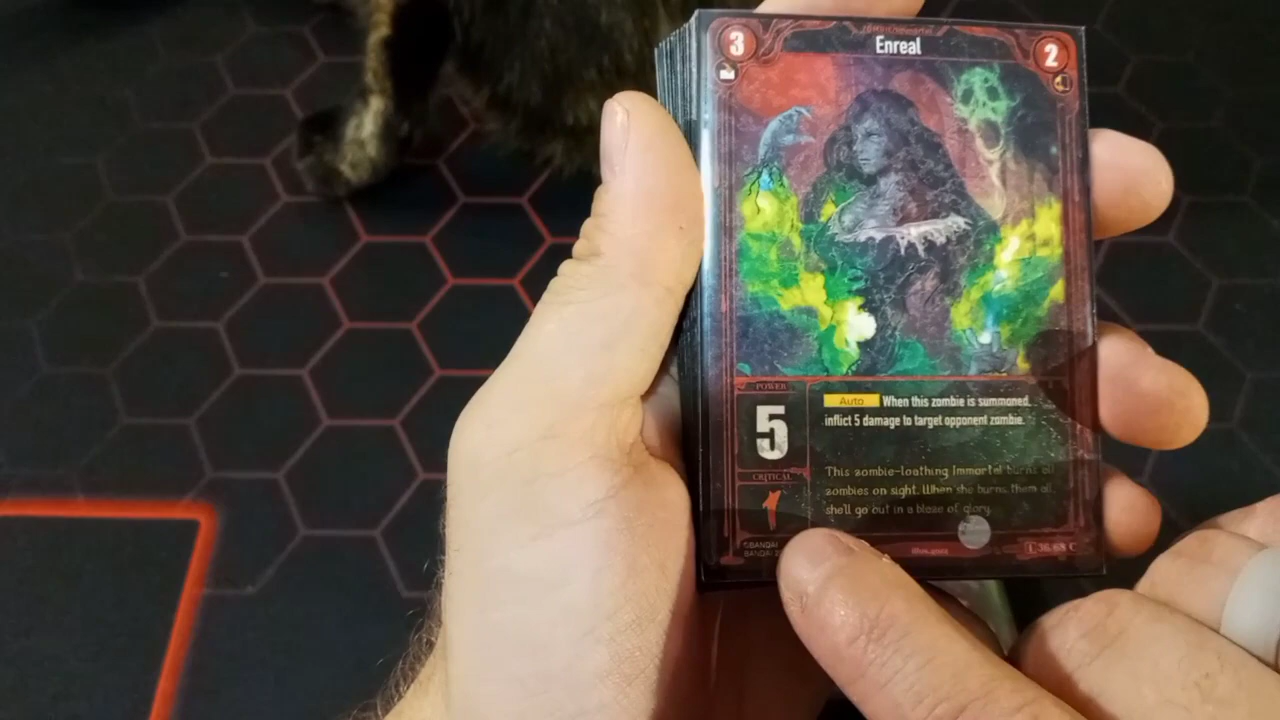 3
Enreal
2
POWER
5
CRITICAL
1
Auto When this zombie is summoned,
inflict 5 damage to target opponent zombie.
This zombie-loathing Immortal burns all
zombies on sight. When she burns them all,
she'll go out in a blaze of glory.
©BANDAI
BANDAI